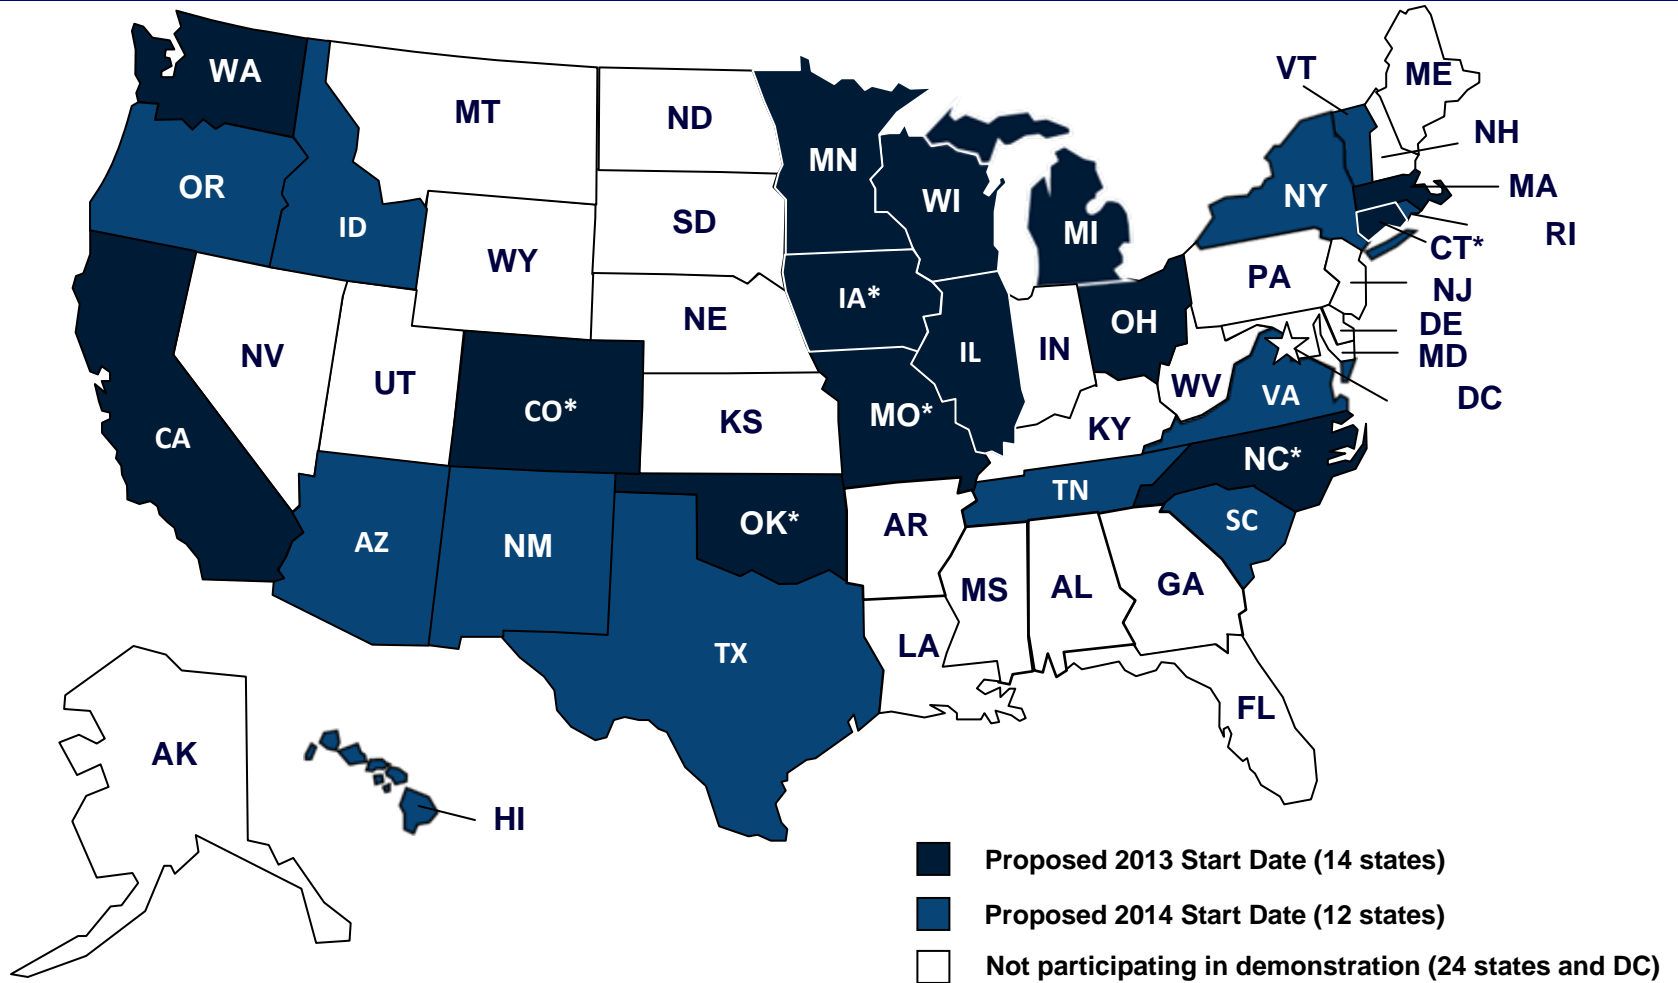 WA
MT
ND
MN
VT
ME
NH
MA
RI
CT*
NJ
DE
MD
DC
OR
ID
WY
SD
WI
MI
NY
PA
NE
IA*
IL
IN
OH
WV
VA
NV
UT
CO*
KS
MO*
KY
NC*
CA
AZ
NM
OK*
AR
TN
SC
MS
AL
GA
TX
LA
FL
AK
HI
Proposed 2013 Start Date (14 states)
Proposed 2014 Start Date (12 states)
Not participating in demonstration (24 states and DC)